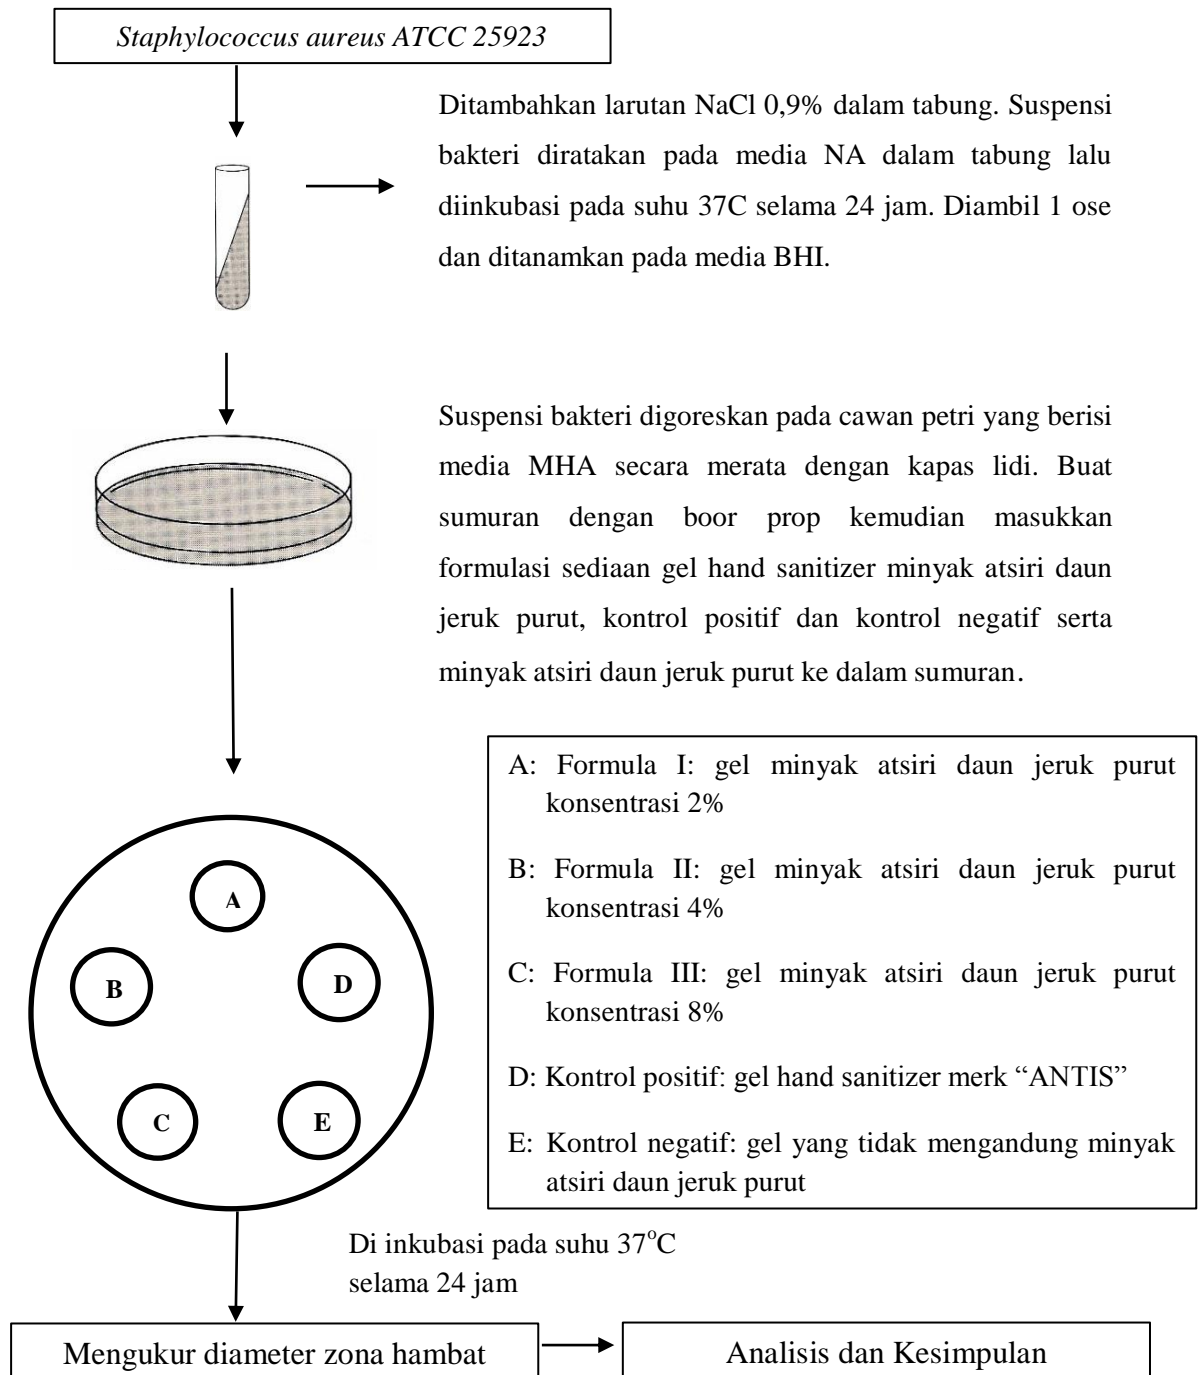 Staphylococcus aureus ATCC 25923
Ditambahkan larutan NaCl 0,9% dalam tabung. Suspensi
bakteri diratakan pada media NA dalam tabung lalu
diinkubasi pada suhu 37C selama 24 jam. Diambil 1 ose
dan ditanamkan pada media BHI.
Suspensi bakteri digoreskan pada cawan petri yang berisi
media MHA secara merata dengan kapas lidi. Buat
sumuran dengan boor prop kemudian masukkan
formulasi sediaan gel hand sanitizer minyak atsiri daun
jeruk purut, kontrol positif dan kontrol negatif serta
minyak atsiri daun jeruk purut ke dalam sumuran.
A
B
D
C
E
A: Formula I: gel minyak atsiri daun jeruk purut
konsentrasi 2%
B: Formula II: gel minyak atsiri daun jeruk purut
konsentrasi 4%
C: Formula III: gel minyak atsiri daun jeruk purut
konsentrasi 8%
D: Kontrol positif: gel hand sanitizer merk “ANTIS”
E: Kontrol negatif: gel yang tidak mengandung minyak
atsiri daun jeruk purut
Di inkubasi pada suhu 37°C
selama 24 jam
Mengukur diameter zona hambat
Analisis dan Kesimpulan